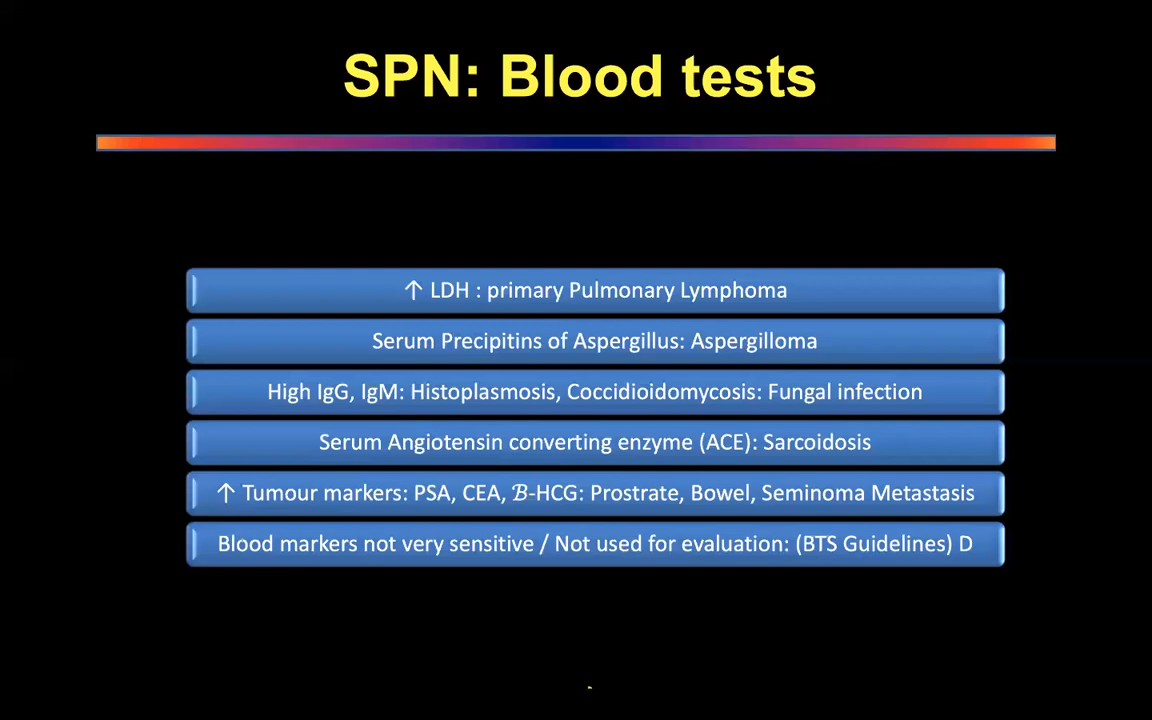 SPN: Blood tests
↑ LDH : primary Pulmonary Lymphoma
Serum Precipitins of Aspergillus: Aspergilloma
High IgG, IgM: Histoplasmosis, Coccidioidomycosis: Fungal infection
Serum Angiotensin converting enzyme (ACE): Sarcoidosis
↑ Tumour markers: PSA, CEA, ℬ-HCG: Prostrate, Bowel, Seminoma Metastasis
Blood markers not very sensitive / Not used for evaluation: (BTS Guidelines) D